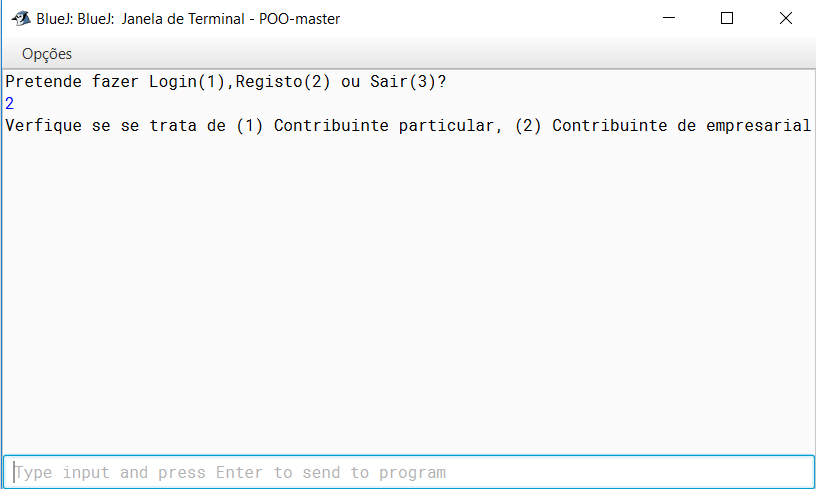 BlueJ: BlueJ:  Janela de Terminal - POO-master
Opções
Pretende fazer Login(1),Registo(2) ou Sair(3)?
2
Verfique se se trata de (1) Contribuinte particular, (2) Contribuinte de empresarial
Type input and press Enter to send to program